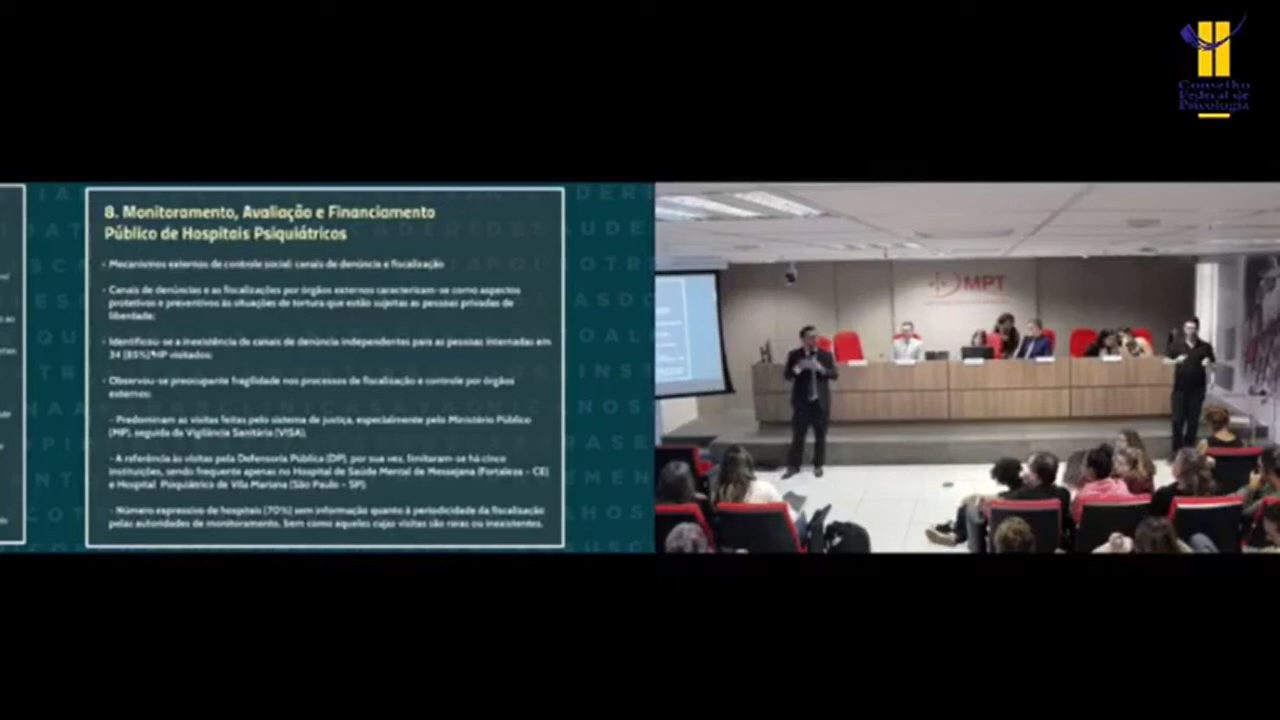 Conselho
Federal de
Psicologia
8. Monitoramento, Avaliação e Financiamento
Público de Hospitais Psiquiátricos
- Mecanismos externos de controle social: canais de denúncia e fiscalização
- Canais de denúncias e as fiscalizações por órgãos externos caracterizam-se como aspectos
protetivos e preventivos às situações de tortura que estão sujeitas as pessoas privadas de
liberdade;
- Identificou-se a inexistência de canais de denúncia independentes para as pessoas internadas em
34 (85%) HP visitados;
- Observou-se preocupante fragilidade nos processos de fiscalização e controle por órgãos
externos:
- Predominam as visitas feitas pelo sistema de justiça, especialmente pelo Ministério Público
(MP), seguida da Vigilância Sanitária (VISA).
- A referência às visitas pela Defensoria Pública (DP), por sua vez, limitaram-se há cinco
instituições, sendo frequente apenas no Hospital de Saúde Mental de Messejana (Fortaleza - CE)
e Hospital Psiquiátrico de Vila Mariana (São Paulo - SP)
- Número expressivo de hospitais (70%) sem informação quanto à periodicidade da fiscalização
pelas autoridades de monitoramento, bem como aqueles cujas visitas são raras ou inexistentes.
MPT